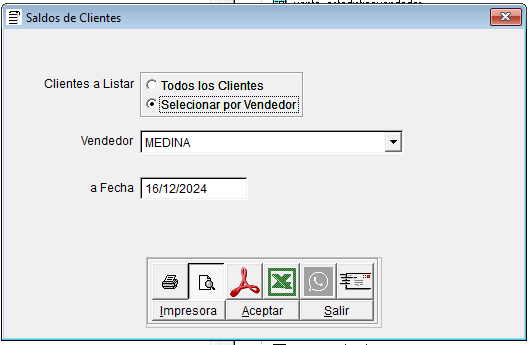 Saldos de Clientes
Clientes a Listar
Todos los Clientes
Selecionar por Vendedor
Vendedor
MEDINA
a Fecha
16/12/2024
Impresora
Aceptar
Salir